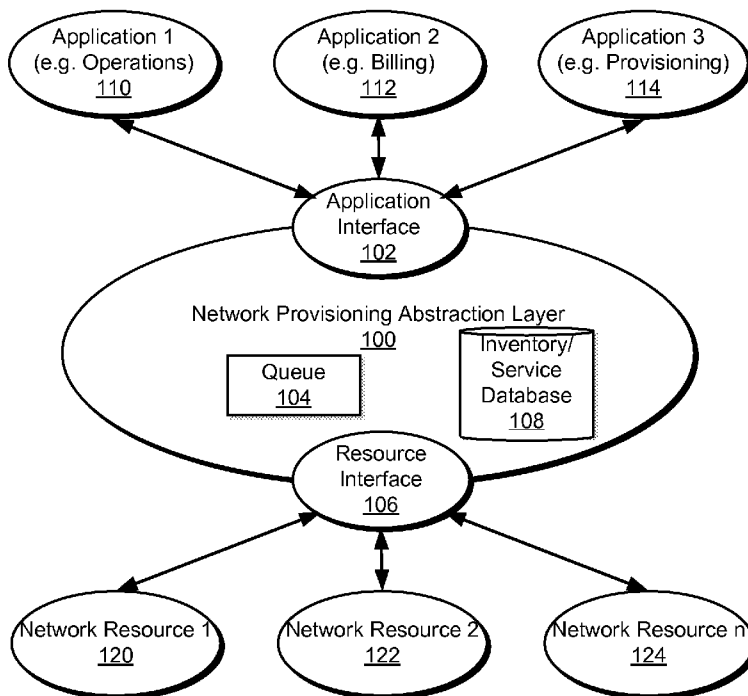 Application 1
(e.g. Operations)
110
Application 2
(e.g. Billing)
112
Application 3
(e.g. Provisioning)
114
Application
Interface
102
Network Provisioning Abstraction Layer
100
Queue
104
Inventory/
Service
Database
108
Resource
Interface
106
Network Resource 1
120
Network Resource 2
122
Network Resource n
124